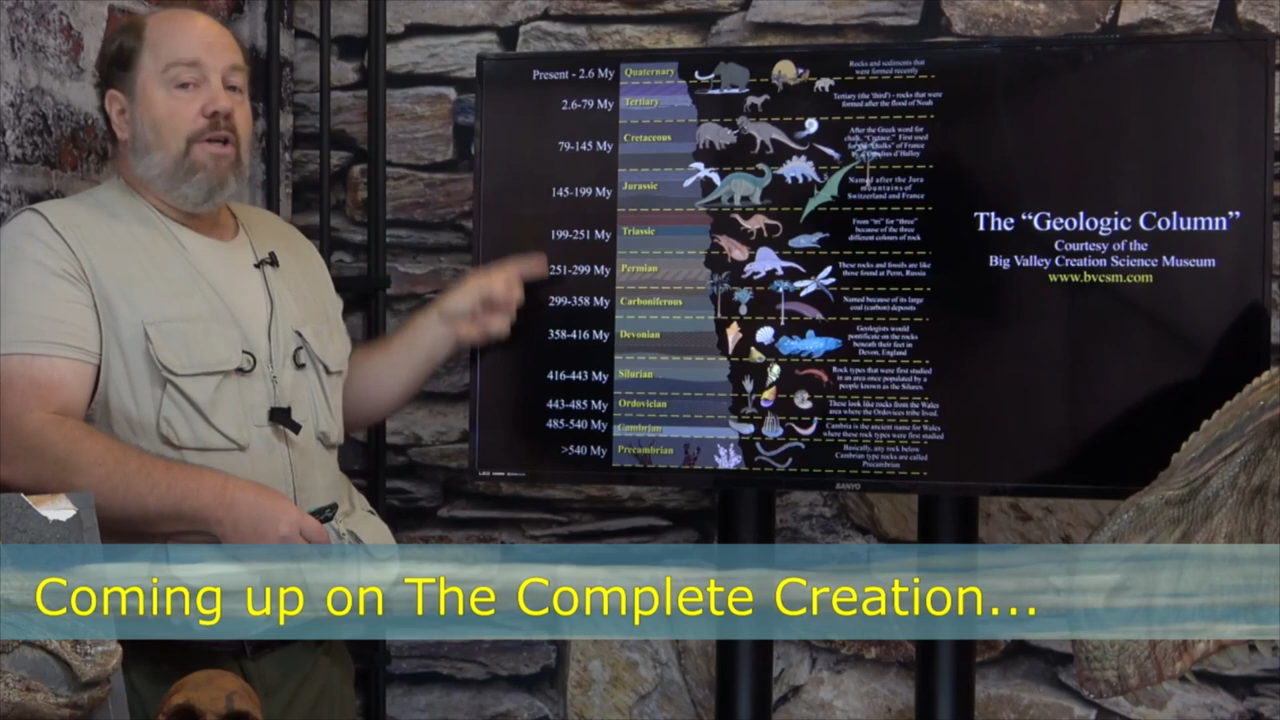 Present - 2.6 My
Quaternary
Rocks and sediments that
were formed recently
2.6-79 My
Tertiary
Tertiary (the 'third') - rocks that were
formed after the flood of Noah
79-145 My
Cretaceous
After the Greek word for
chalk, "Cretace." First used
for the "chalks" of France
by d'Halloy
145-199 My
Jurassic
Named after the Jura
mountains of
Switzerland and France
199-251 My
Triassic
From "tri" for "three"
because of the three
different colours of rock
251-299 My
Permian
These rocks and fossils are like
those found at Perm, Russia
299-358 My
Carboniferous
Named because of its large
coal (carbon) deposits
358-416 My
Devonian
Geologists would
pontificate on the rocks
beneath their feet in
Devon, England
416-443 My
Silurian
Rock types that were first studied
in an area once populated by a
people known as the Silures.
443-485 My
Ordovician
These look like rocks from the Wales
area where the Ordovices tribe lived.
485-540 My
Cambrian
Cambria is the ancient name for Wales
where these rock types were first studied
>540 My
Precambrian
Basically, any rock below
Cambrian type rocks are called
Precambrian
The "Geologic Column"
Courtesy of the
Big Valley Creation Science Museum
www.bvcsm.com
SANYO
Coming up on The Complete Creation...